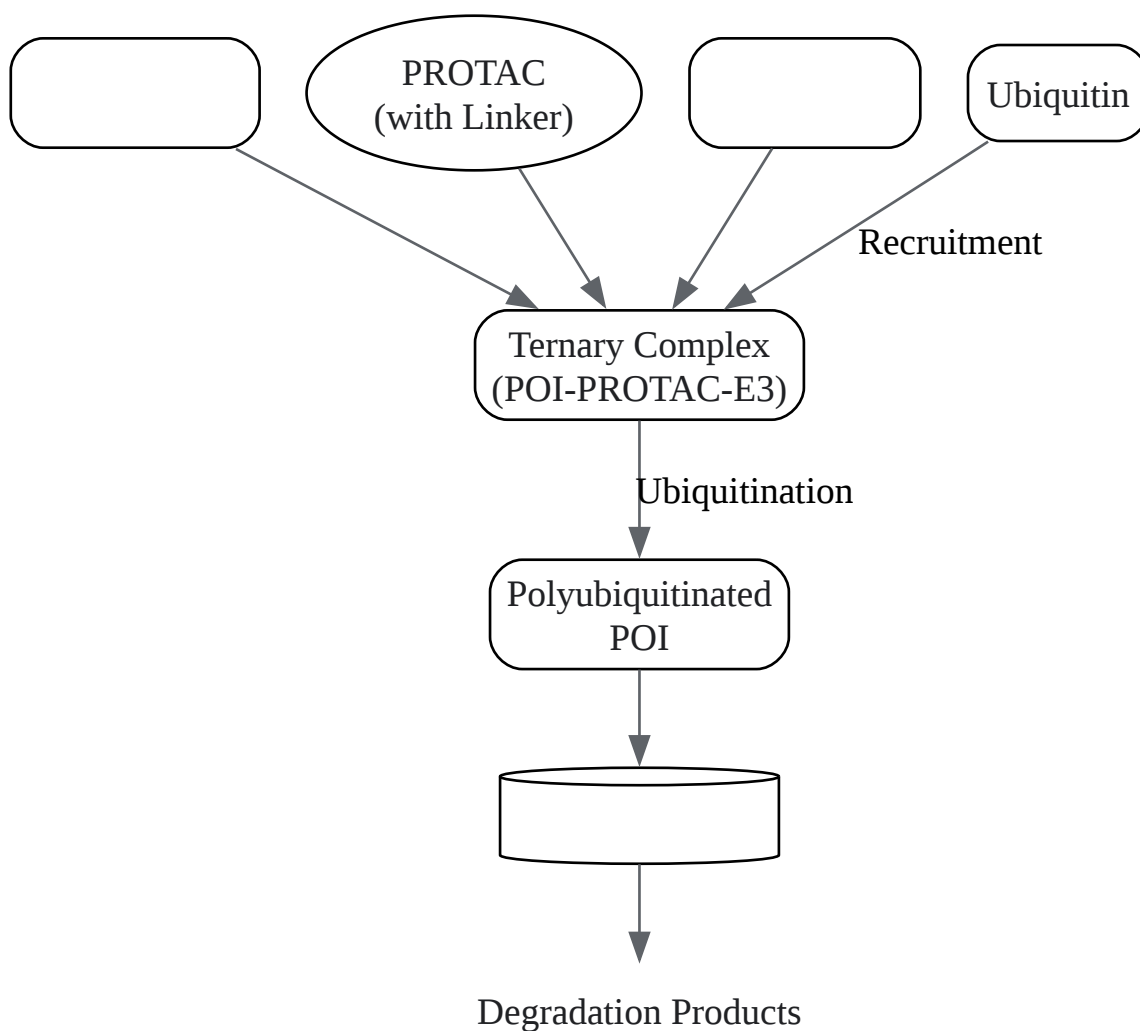 PROTAC
(with Linker)
Ubiquitin
Recruitment
Ternary Complex
(POI-PROTAC-E3)
Ubiquitination
Polyubiquitinated
POI
Degradation Products